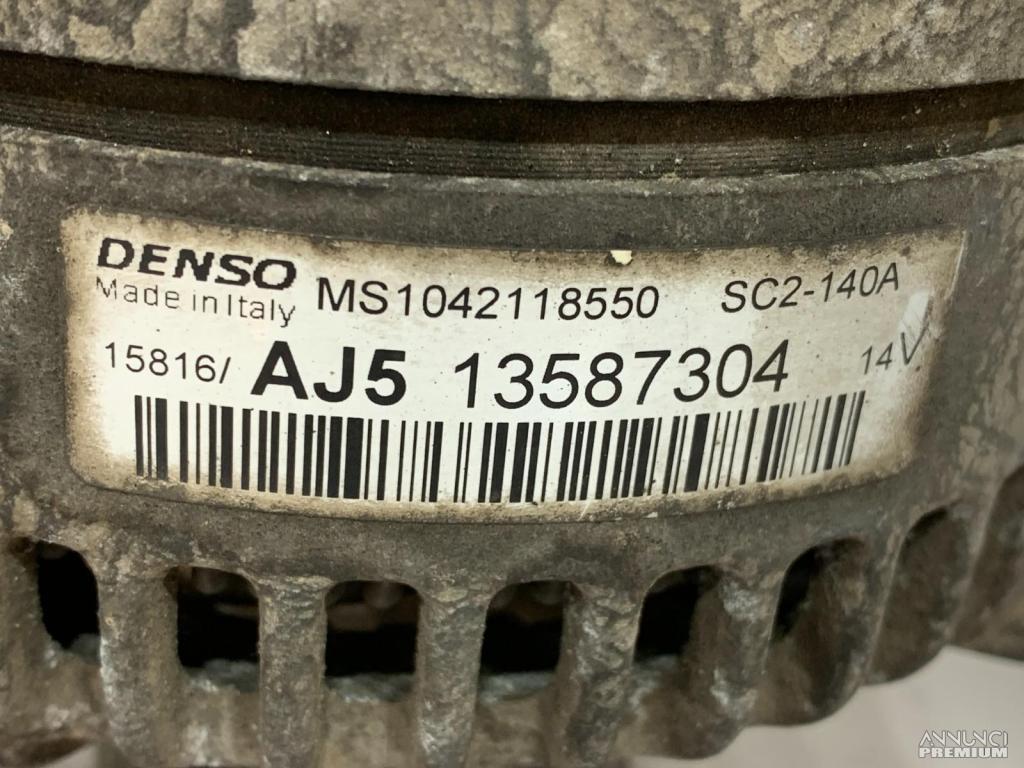 DENSO MS1042118550 SC2-140A
Made in Italy
15816/ AJ5 13587304 14V
ANNUNCI
PREMIUM